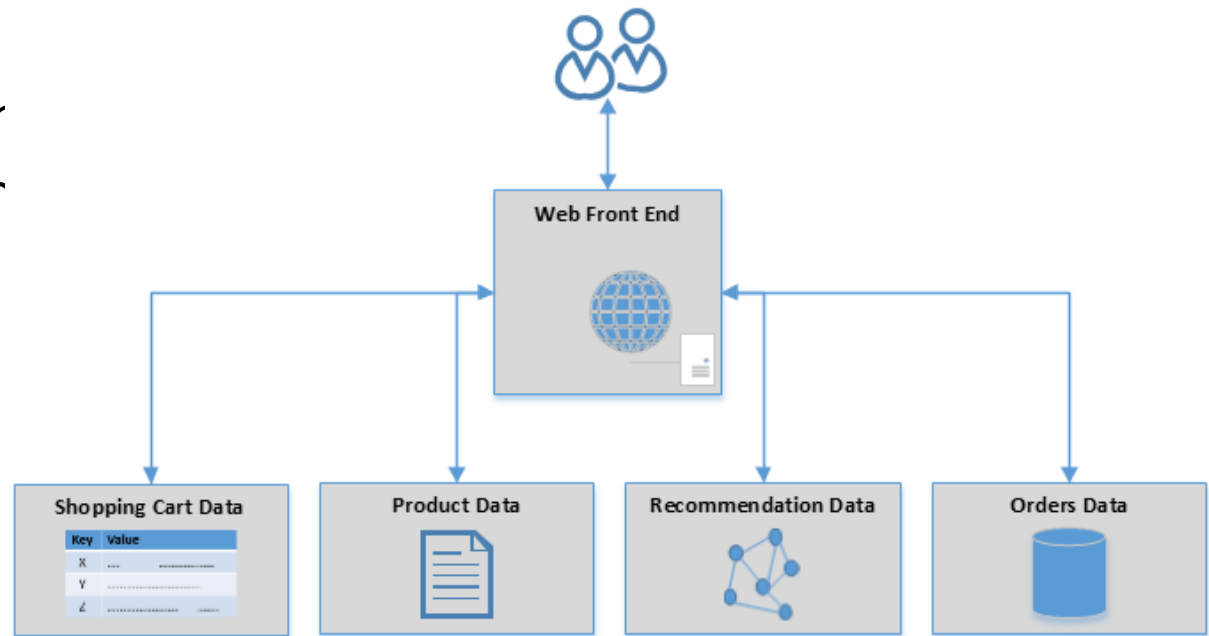 Web Front End
Shopping Cart Data
Product Data
Recommendation Data
Orders Data
Key Value
X
Y
Z